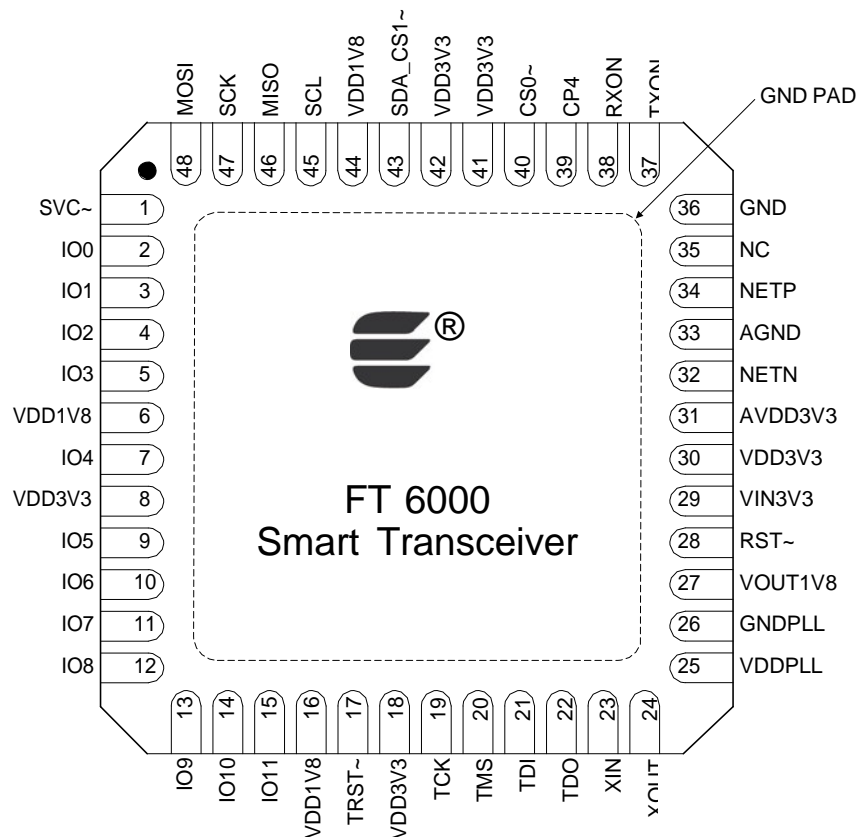 MOSI
SCK
MISO
SCL
VDD1V8
SDA_CS1~
VDD3V3
VDD3V3
CS0~
CP4
RXON
TXON
GND PAD
48
47
46
45
44
43
42
41
40
39
38
37
SVC~ 1
IO0 2
IO1 3
IO2 4
IO3 5
VDD1V8 6
IO4 7
VDD3V3 8
IO5 9
IO6 10
IO7 11
IO8 12
®
FT 6000
Smart Transceiver
36 GND
35 NC
34 NETP
33 AGND
32 NETN
31 AVDD3V3
30 VDD3V3
29 VIN3V3
28 RST~
27 VOUT1V8
26 GNDPLL
25 VDDPLL
13
14
15
16
17
18
19
20
21
22
23
24
IO9
IO10
IO11
VDD1V8
TRST~
VDD3V3
TCK
TMS
TDI
TDO
XIN
XOUT